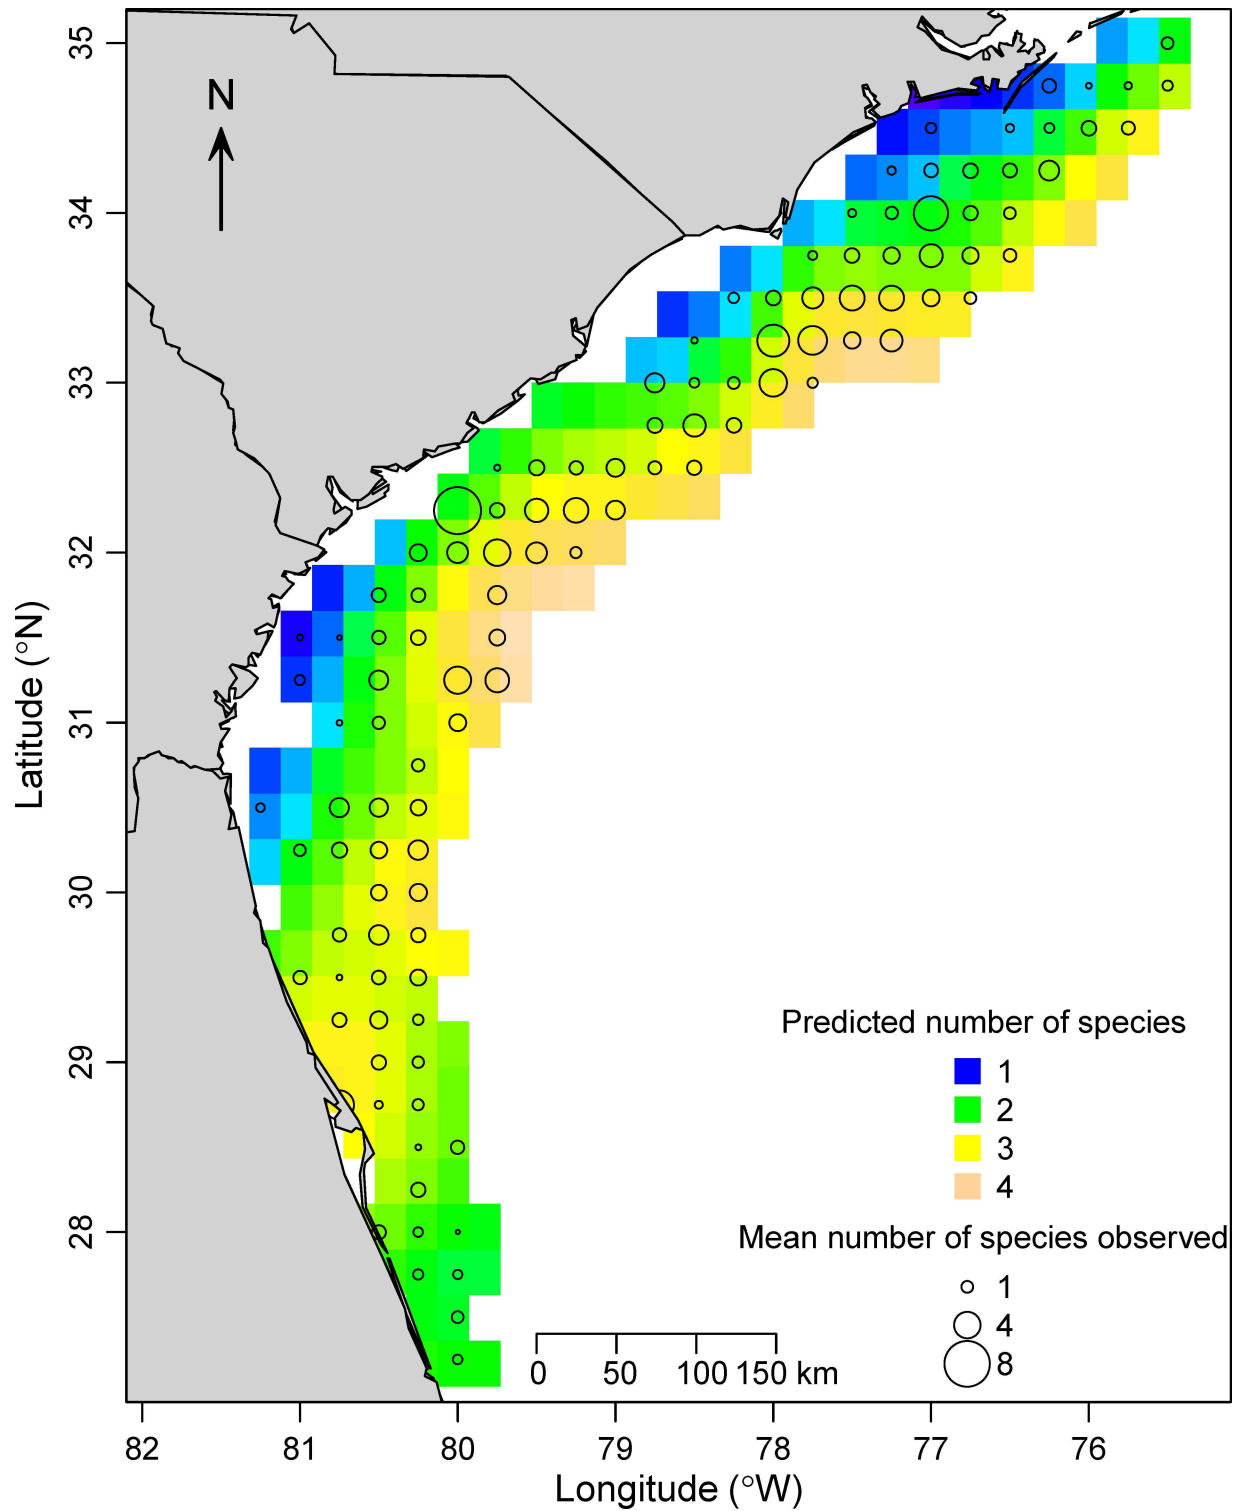 N
35
34
33
32
31
30
29
28
Latitude (°N)
Predicted number of species
1
2
3
4
Mean number of species observed
1
4
8
0 50 100 150 km
82 81 80 79 78 77 76
Longitude (°W)